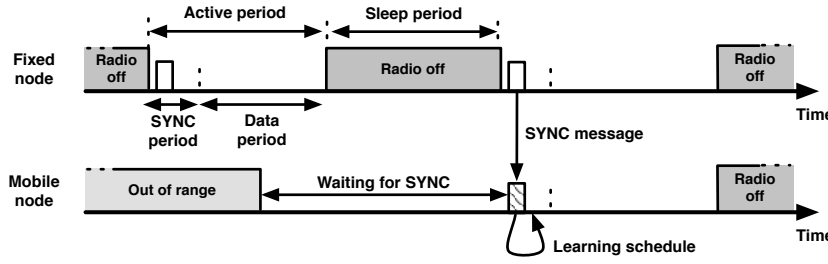 Active period
Sleep period
Fixed node
Radio off
Radio off
Radio off
SYNC period
Data period
Time
SYNC message
Mobile node
Out of range
Waiting for SYNC
Radio off
Time
Learning schedule